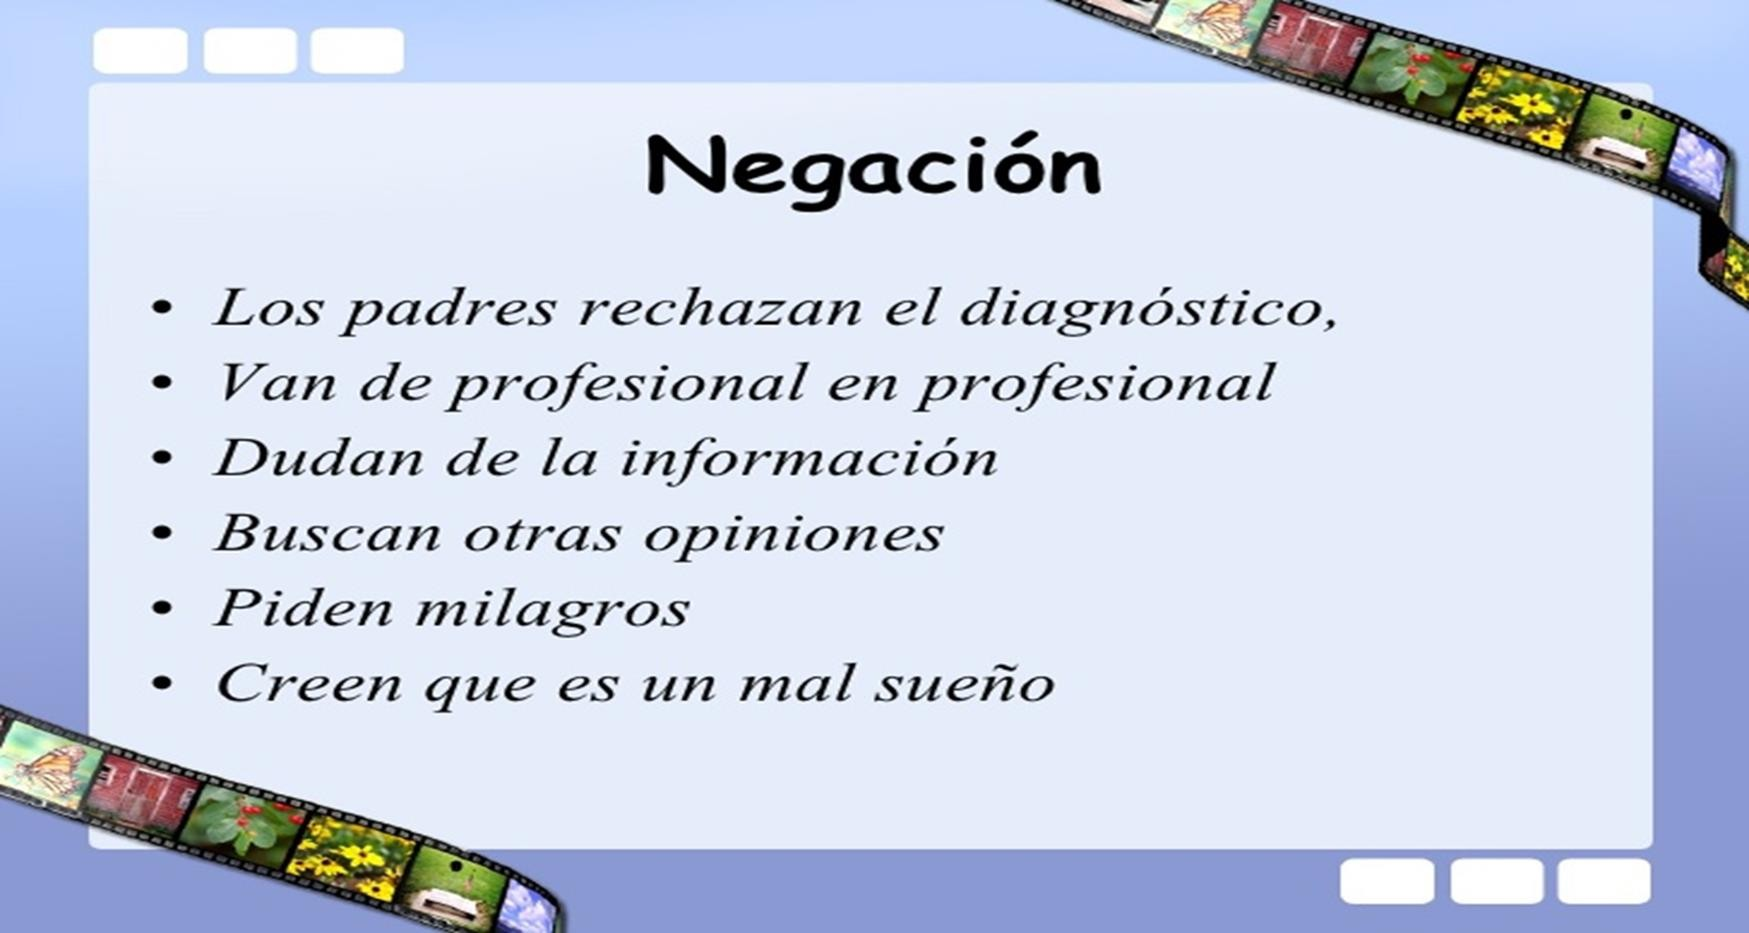 Negación
• Los padres rechazan el diagnóstico,
• Van de profesional en profesional
• Dudan de la información
• Buscan otras opiniones
• Piden milagros
• Creen que es un mal sueño